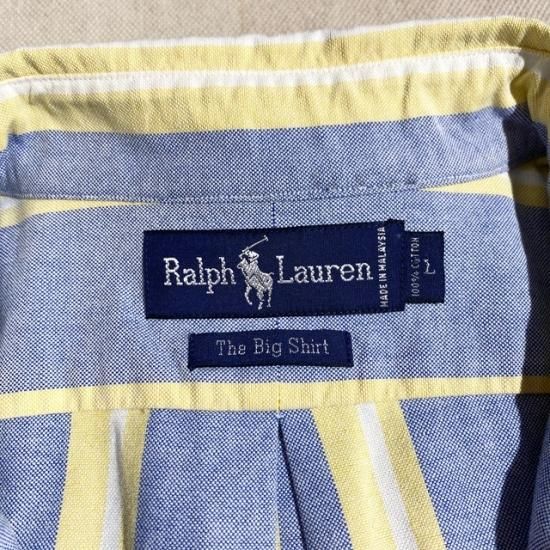 Ralph Lauren
MADE IN MALAYSIA
100% COTTON
L
The Big Shirt